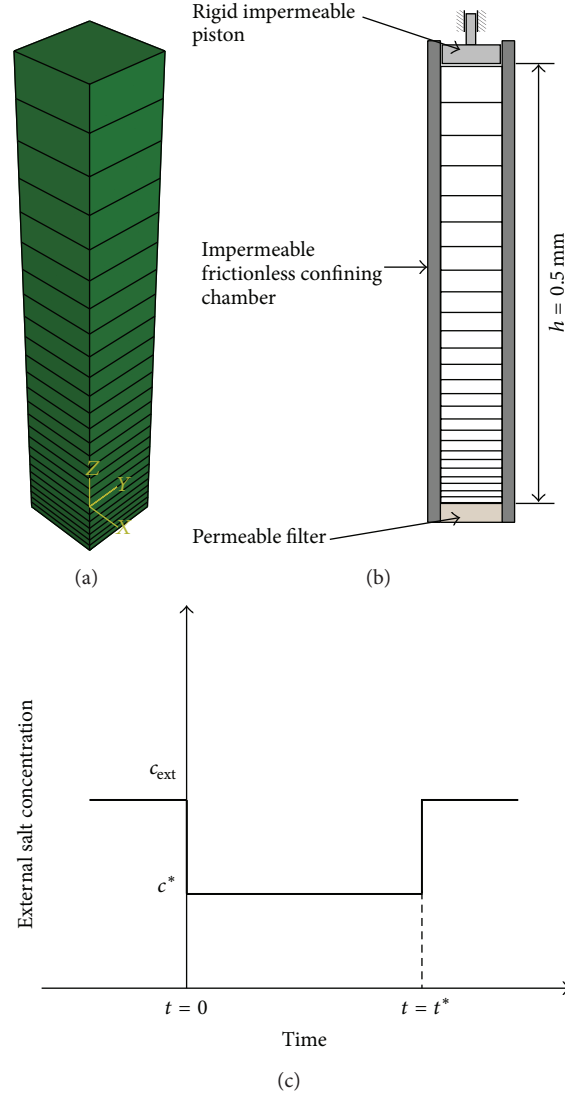 Rigid impermeable
piston
Impermeable
frictionless confining
chamber
h = 0.5 mm
Z
Y
X
Permeable filter
(a)
(b)
External salt concentration
c_ext
c*
t = 0
t = t*
Time
(c)